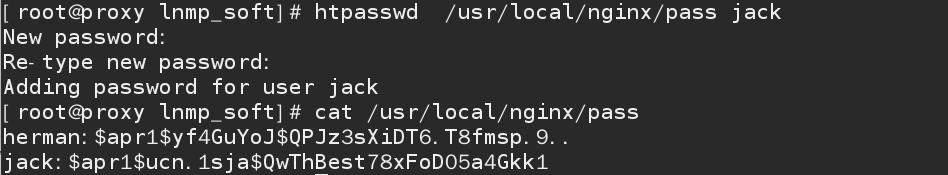 [root@proxy lnmp_soft]# htpasswd  /usr/local/nginx/pass jack
New password:
Re-type new password:
Adding password for user jack
[root@proxy lnmp_soft]# cat /usr/local/nginx/pass
herman:$apr1$yf4GuYoJ$QPJz3sXiDT6.T8fmsp.9..
jack:$apr1$ucn.1sja$QwThBest78xFoDO5a4Gkk1